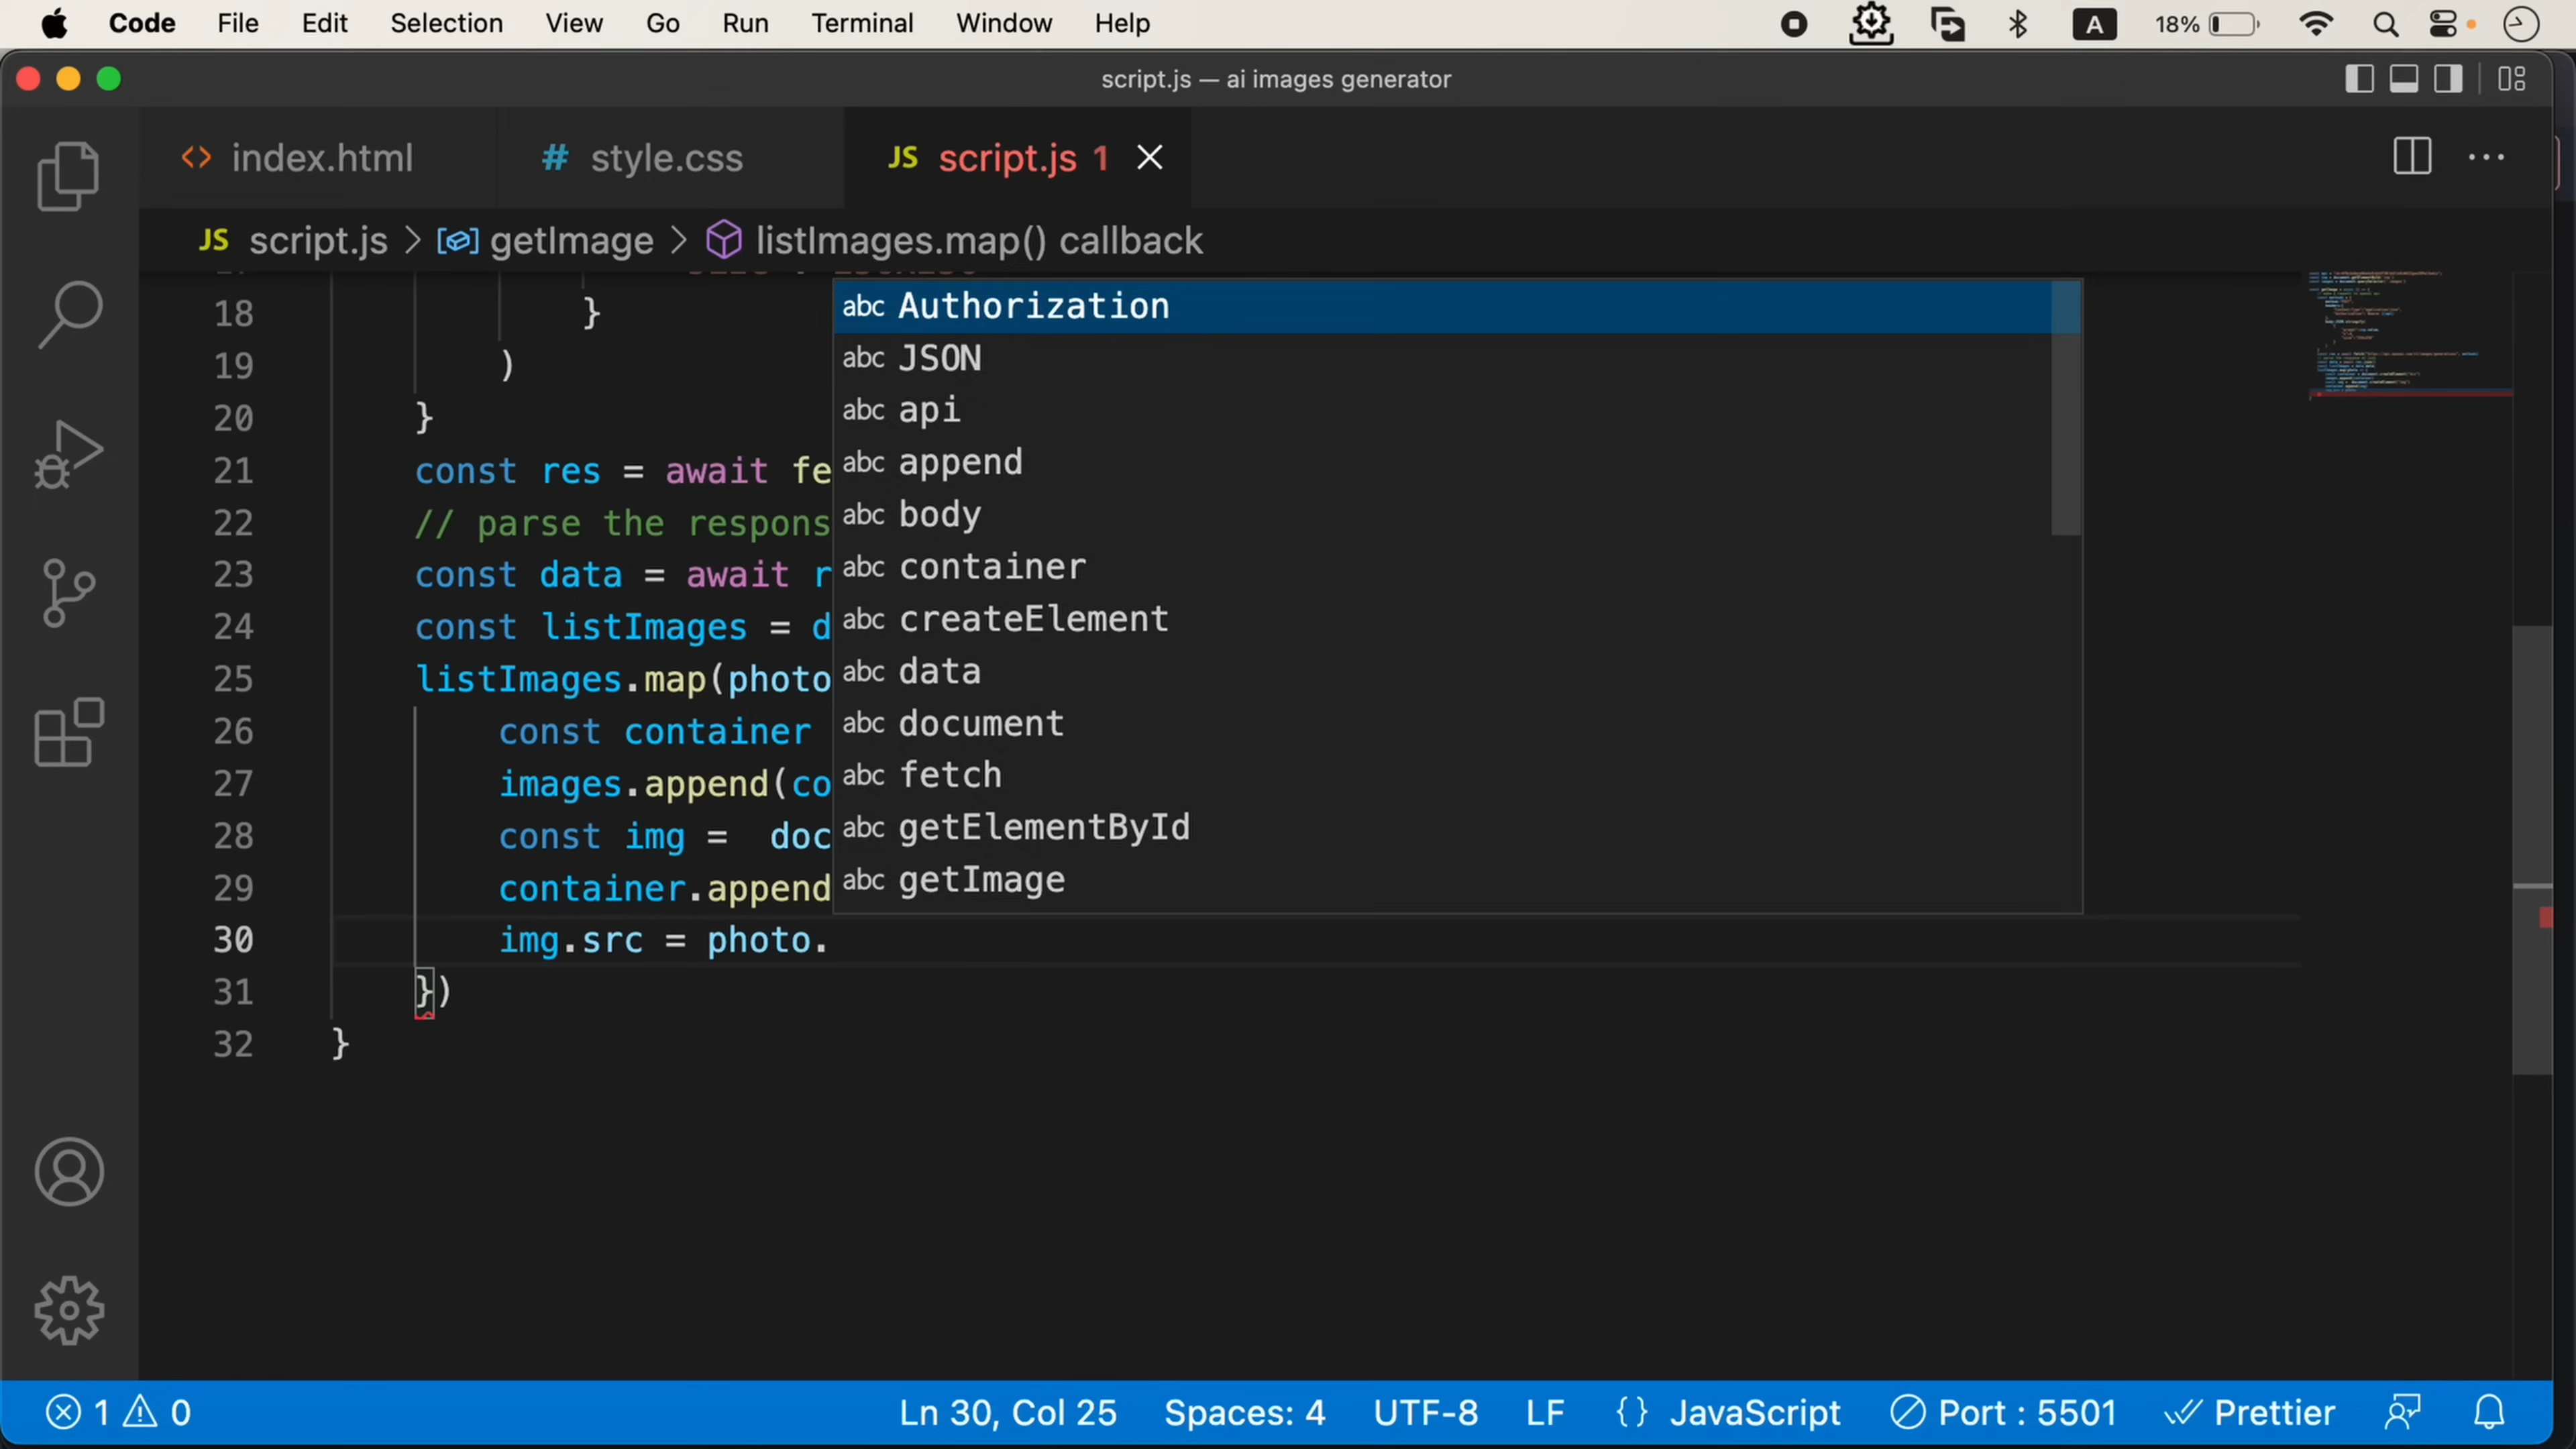 Code File Edit Selection View Go Run Terminal Window Help A 18%
script.js — ai images generator
index.html # style.css JS script.js 1
JS script.js > getImage > listImages.map() callback
18 }
19 )
20 }
21 const res = await fe
22 // parse the respons
23 const data = await r
24 const listImages = d
25 listImages.map(photo
26 const container
27 images.append(co
28 const img =  doc
29 container.append
30 img.src = photo.
31 })
32 }
abc Authorization
abc JSON
abc api
abc append
abc body
abc container
abc createElement
abc data
abc document
abc fetch
abc getElementById
abc getImage
1 0 Ln 30, Col 25 Spaces: 4 UTF-8 LF {} JavaScript Port : 5501 Prettier